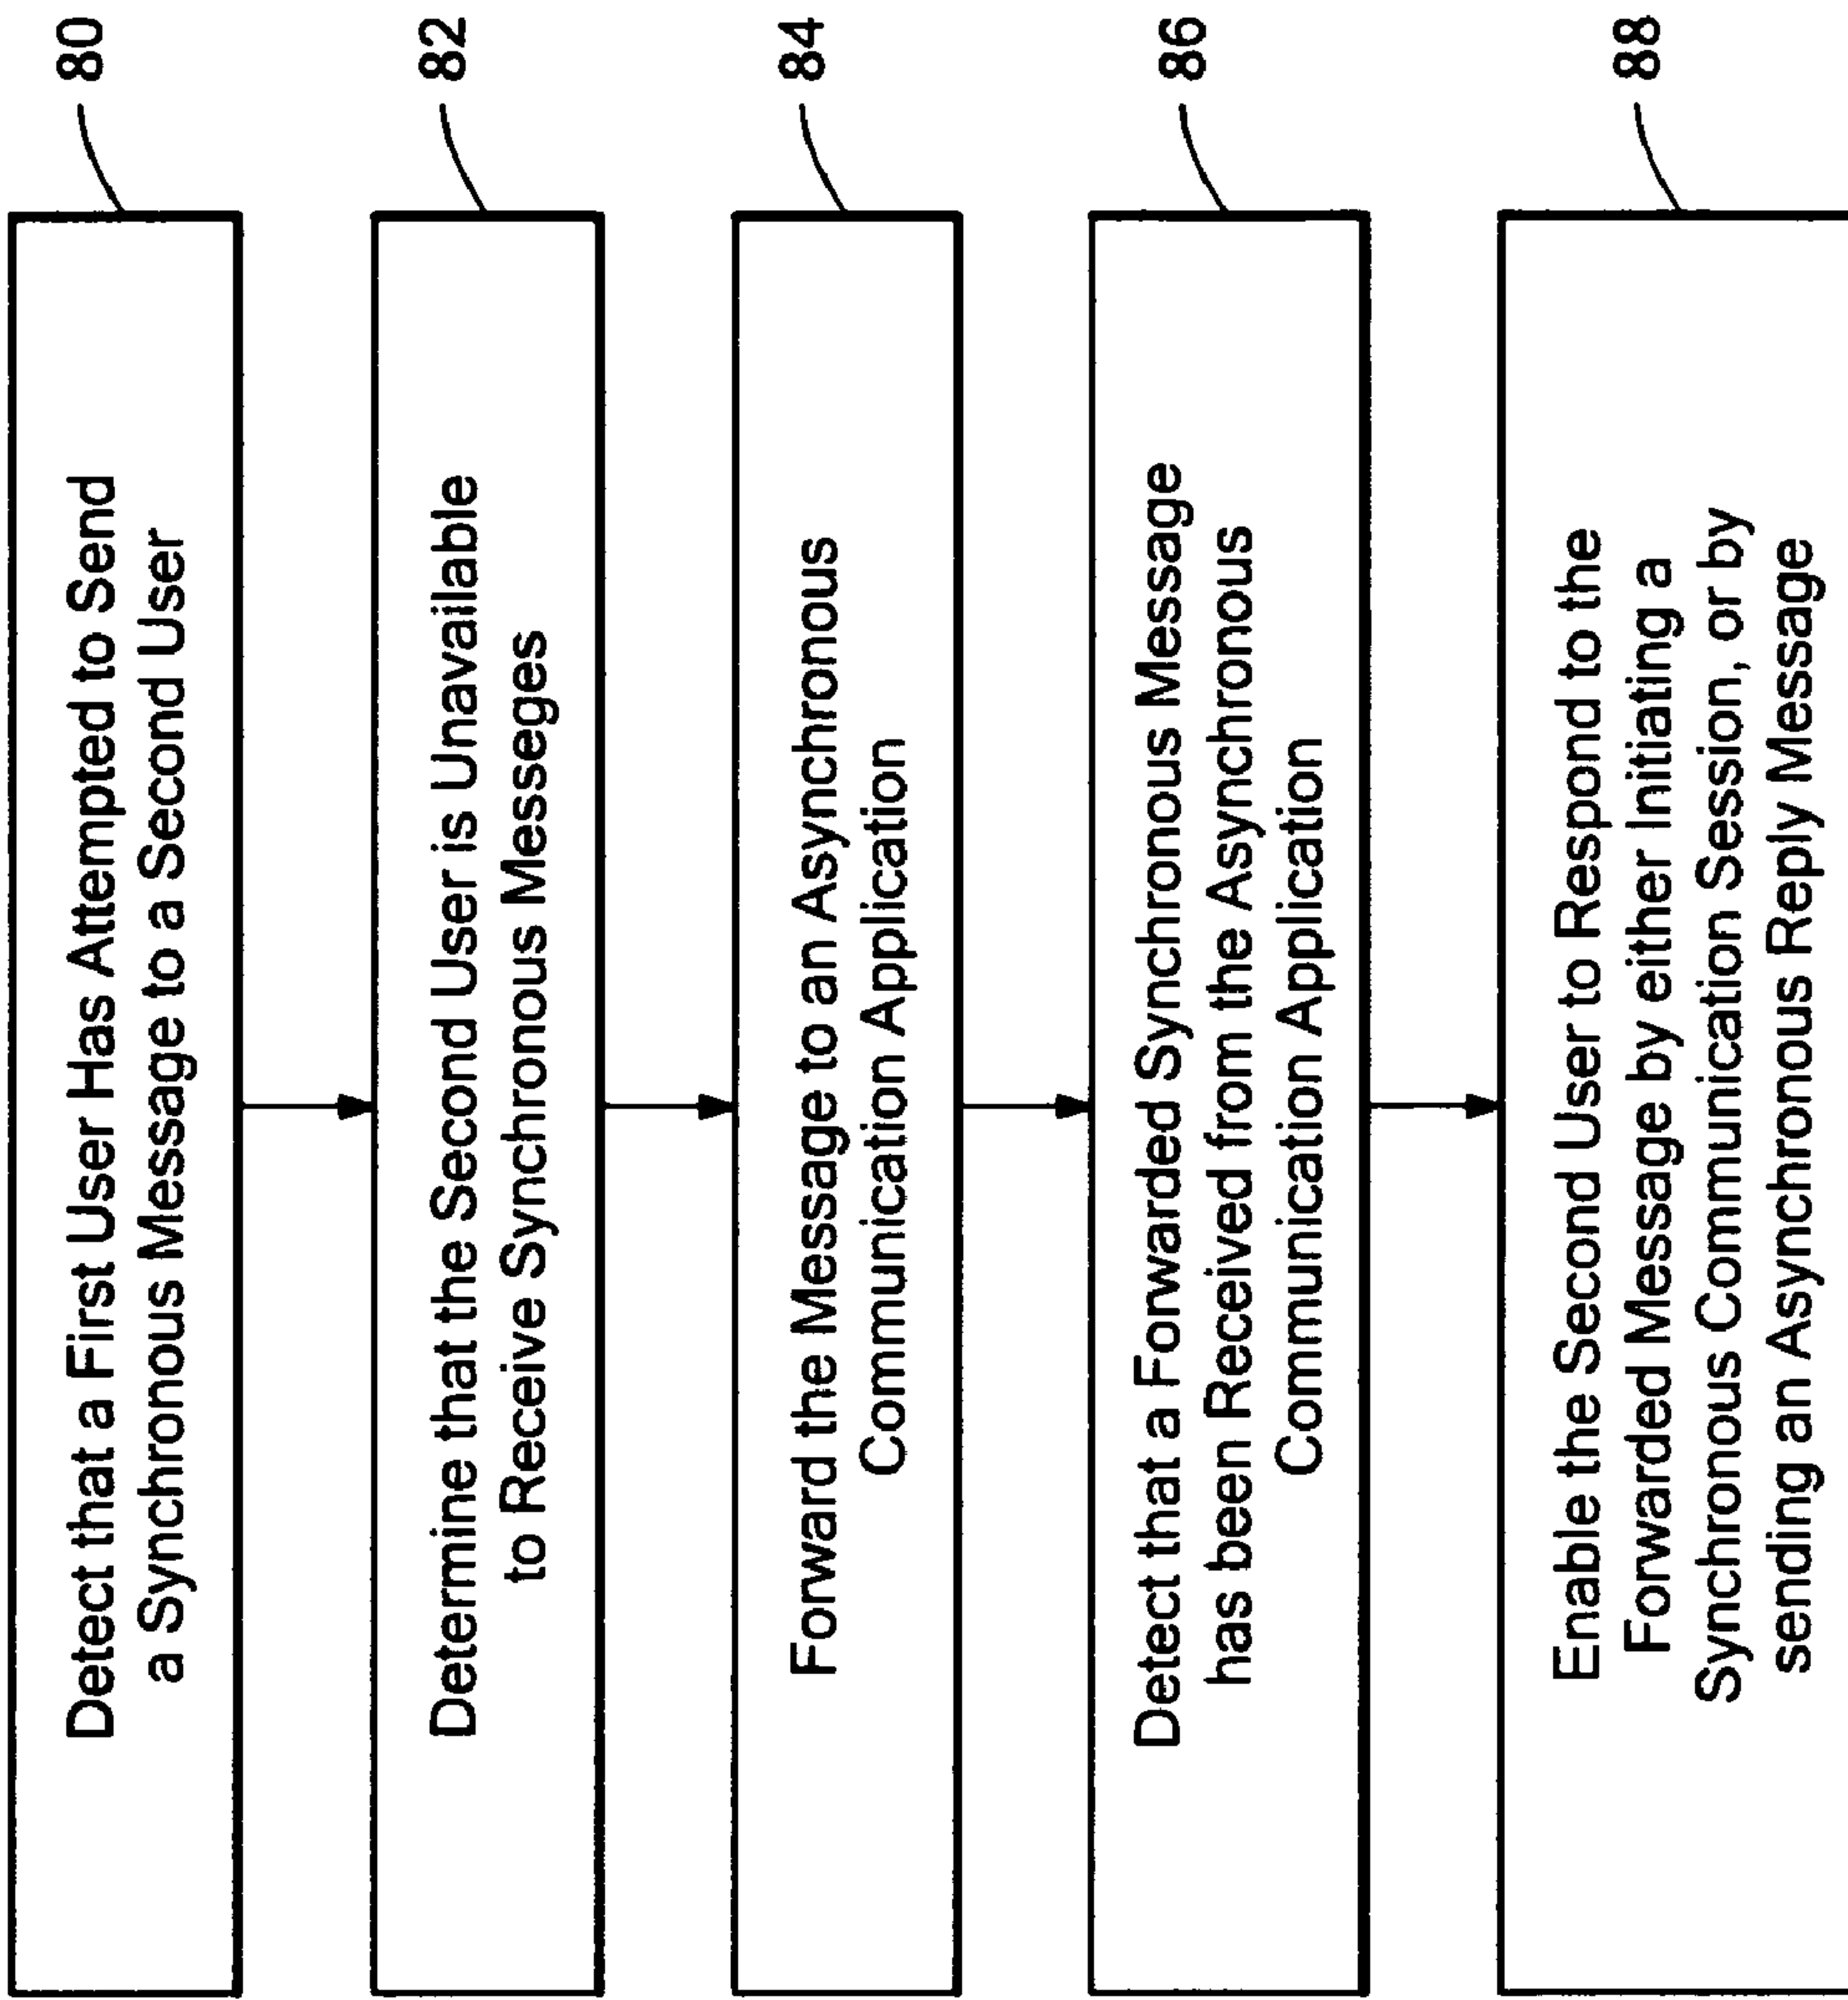 Detect that a First User Has Attempted to Send
a Synchronous Message to a Second User
80
Determine that the Second User is Unavailable
to Receive Synchronous Messeges
82
Forward the Message to an Asynchronous
Communication Application
84
Detect that a Forwarded Synchronous Message
has been Received from the Asynchronous
Communication Application
86
Enable the Second User to Respond to the
Forwarded Message by either Initiating a
Synchronous Communication Session, or by
sending an Asynchronous Reply Message
88